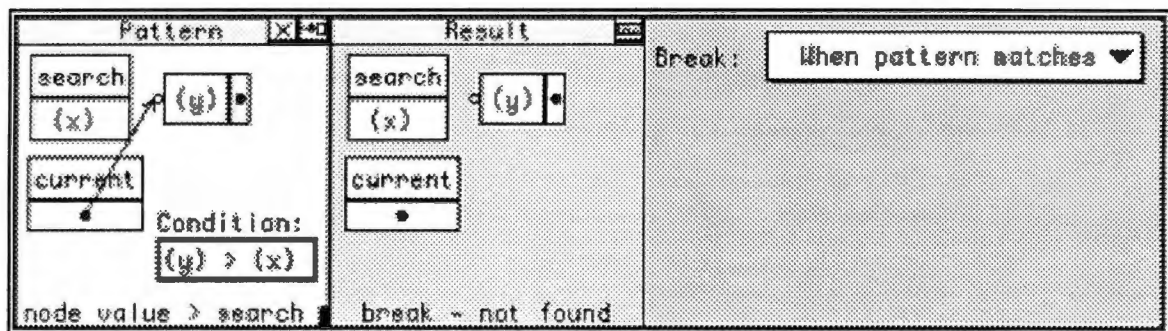 Pattern
search
(x)
(y)
current
Condition:
(y) > (x)
node value > search
Result
search
(x)
(y)
current
break - not found
Break:
When pattern matches